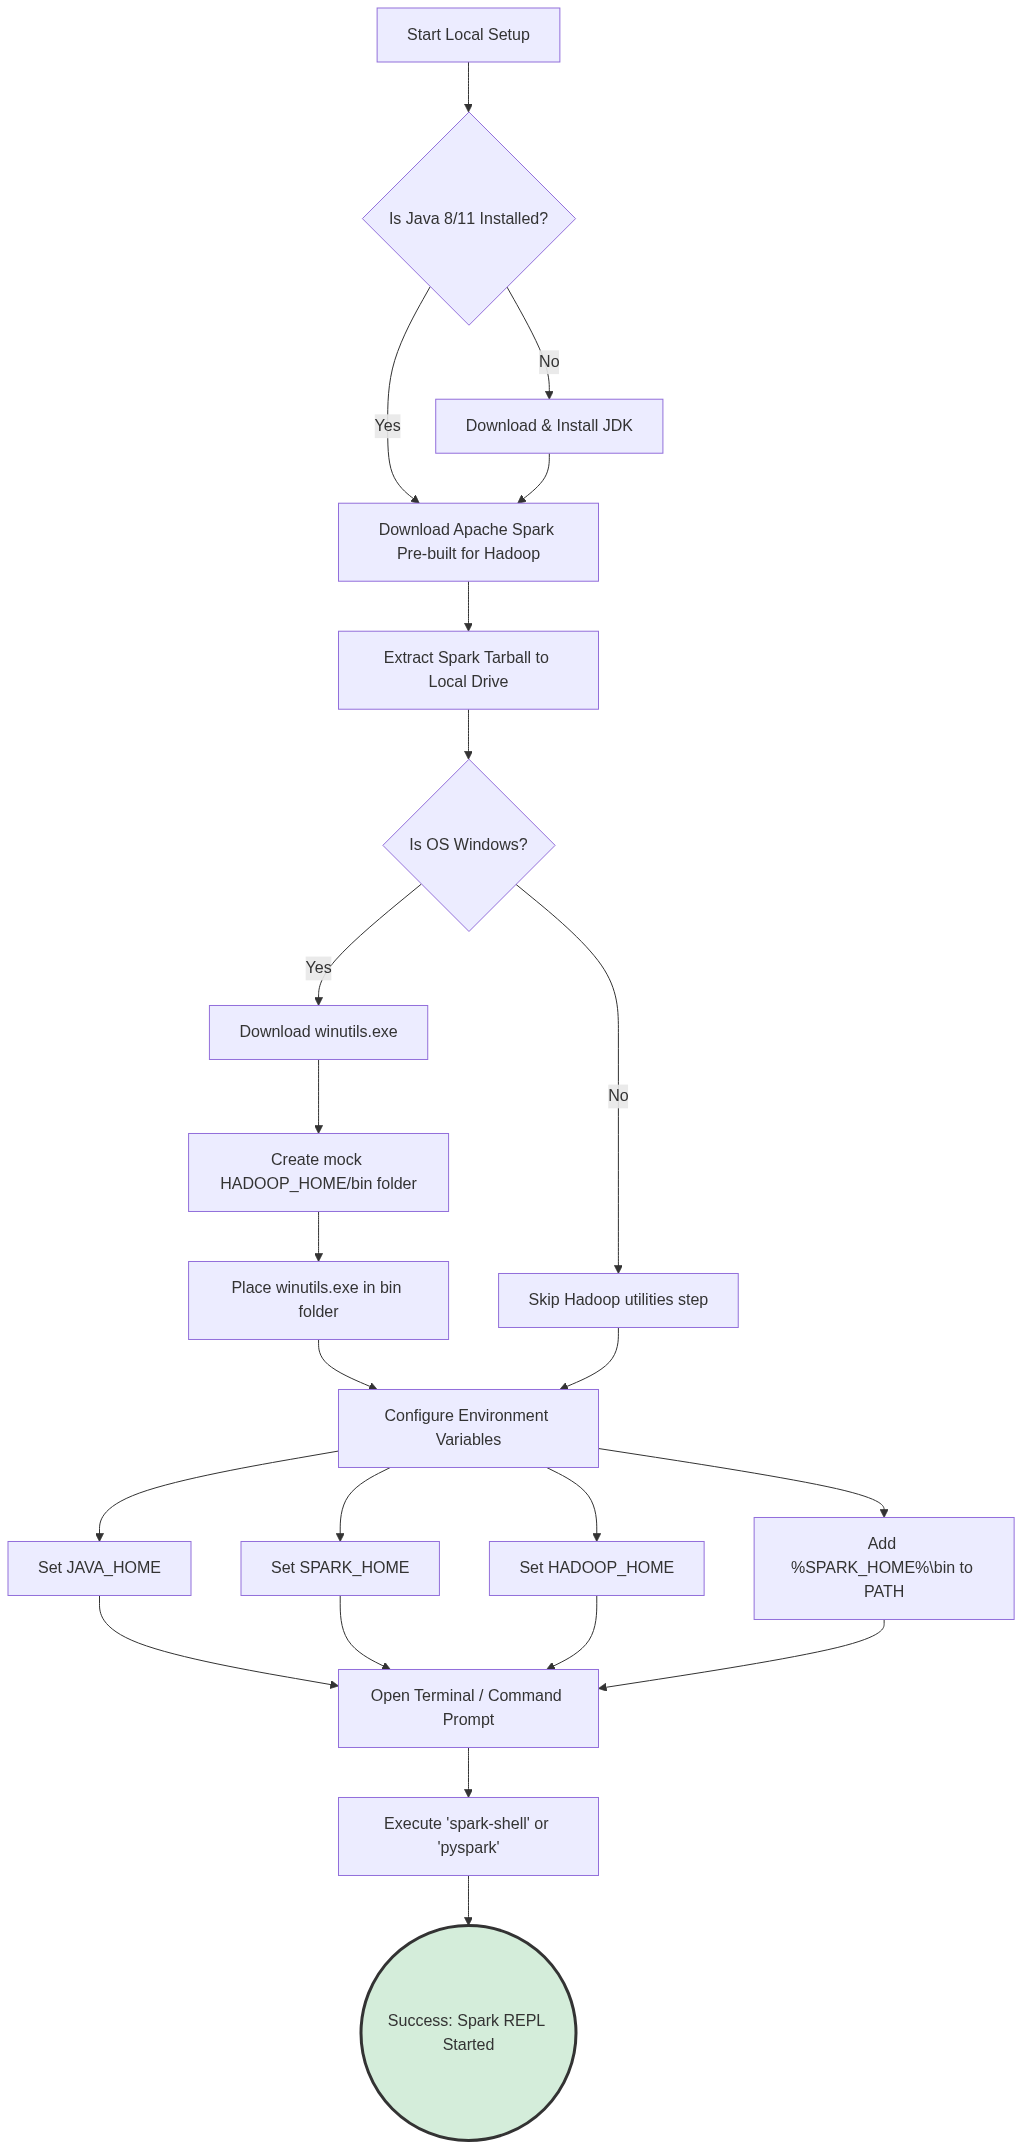 Start Local Setup
Is Java 8/11 Installed?
No
Yes
Download & Install JDK
Download Apache Spark
Pre-built for Hadoop
Extract Spark Tarball to
Local Drive
Is OS Windows?
Yes
Download winutils.exe
No
Create mock
HADOOP_HOME/bin folder
Place winutils.exe in bin
folder
Skip Hadoop utilities step
Configure Environment
Variables
Set JAVA_HOME
Set SPARK_HOME
Set HADOOP_HOME
Add
%SPARK_HOME%\bin to
PATH
Open Terminal / Command
Prompt
Execute 'spark-shell' or
'pyspark'
Success: Spark REPL
Started